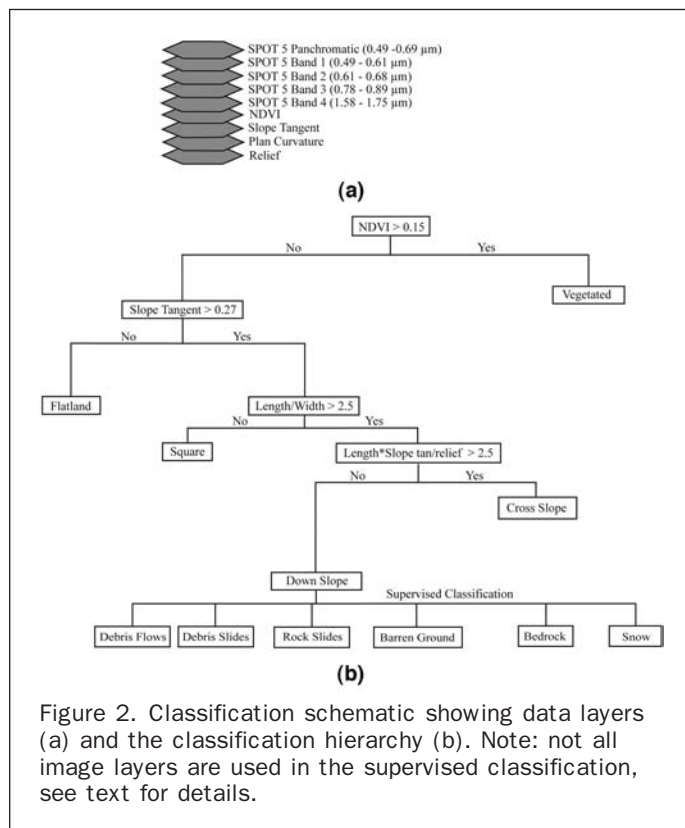 SPOT 5 Panchromatic (0.49 -0.69 µm)
SPOT 5 Band 1 (0.49 - 0.61 µm)
SPOT 5 Band 2 (0.61 - 0.68 µm)
SPOT 5 Band 3 (0.78 - 0.89 µm)
SPOT 5 Band 4 (1.58 - 1.75 µm)
NDVI
Slope Tangent
Plan Curvature
Relief
(a)
NDVI > 0.15
No Yes
Slope Tangent > 0.27 Vegetated
No Yes
Flatland Length/Width > 2.5
No Yes
Square Length*Slope tan/relief > 2.5
No Yes
Cross Slope
Down Slope
Supervised Classification
Debris Flows Debris Slides Rock Slides Barren Ground Bedrock Snow
(b)
Figure 2. Classification schematic showing data layers
(a) and the classification hierarchy (b). Note: not all
image layers are used in the supervised classification,
see text for details.